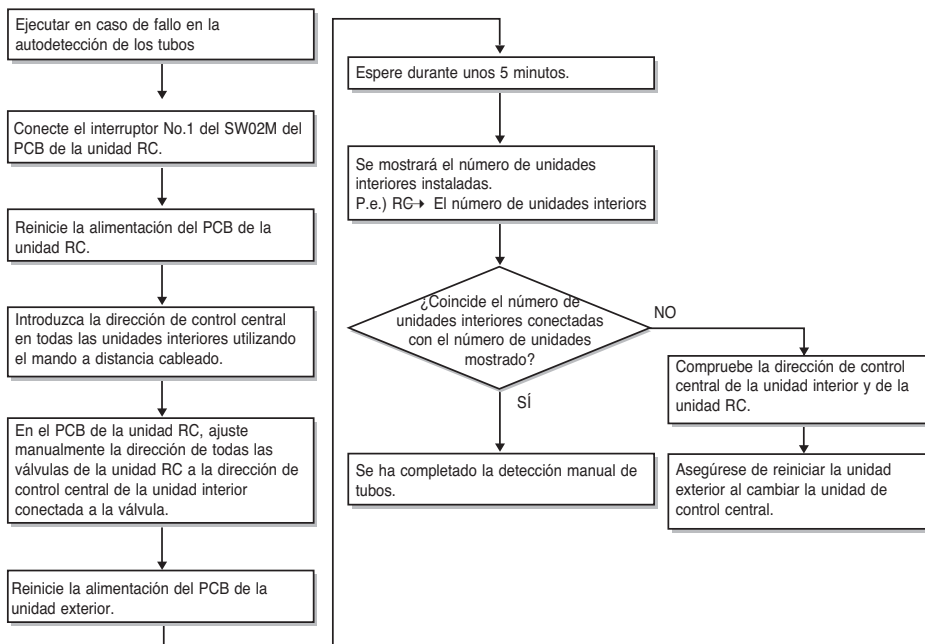 Ejecutar en caso de fallo en la
autodetección de los tubos
Conecte el interruptor No.1 del SW02M del
PCB de la unidad RC.
Reinicie la alimentación del PCB de la
unidad RC.
Introduzca la dirección de control central
en todas las unidades interiores utilizando
el mando a distancia cableado.
En el PCB de la unidad RC, ajuste
manualmente la dirección de todas las
válvulas de la unidad RC a la dirección de
control central de la unidad interior
conectada a la válvula.
Reinicie la alimentación del PCB de la
unidad exterior.
Espere durante unos 5 minutos.
Se mostrará el número de unidades
interiores instaladas.
P.e.) RC→ El número de unidades interiors
¿Coincide el número de
unidades interiores conectadas
con el número de unidades
mostrado?
NO
SÍ
Se ha completado la detección manual de
tubos.
Compruebe la dirección de control
central de la unidad interior y de la
unidad RC.
Asegúrese de reiniciar la unidad
exterior al cambiar la unidad de
control central.